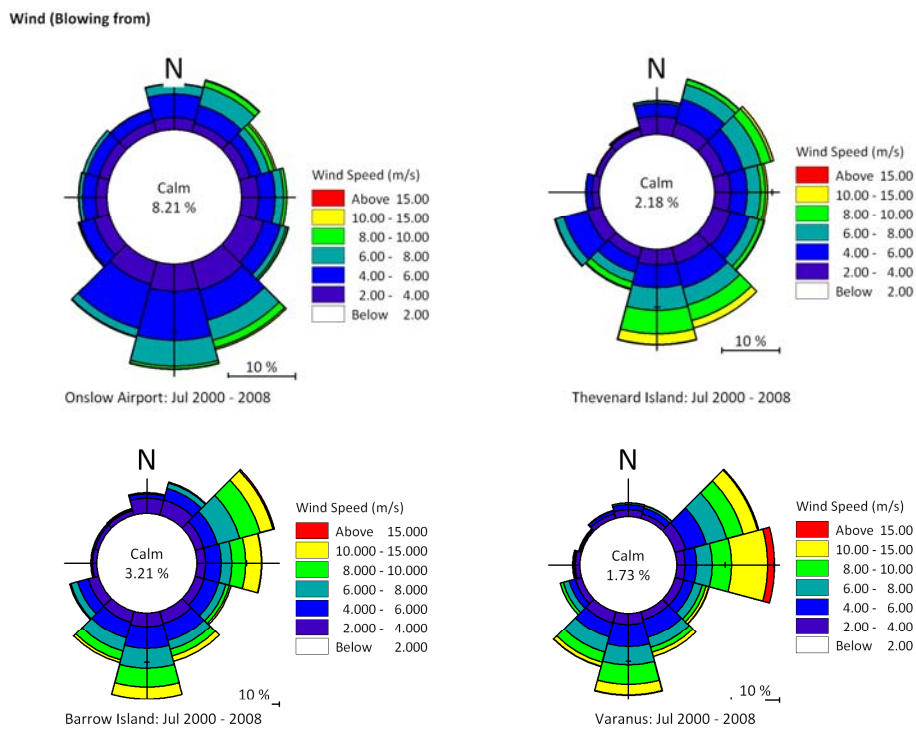 Wind (Blowing from)
N
Calm
8.21 %
Wind Speed (m/s)
Above 15.00
10.00 - 15.00
8.00 - 10.00
6.00 - 8.00
4.00 - 6.00
2.00 - 4.00
Below 2.00
10 %
Onslow Airport: Jul 2000 - 2008
N
Calm
2.18 %
Wind Speed (m/s)
Above 15.00
10.00 - 15.00
8.00 - 10.00
6.00 - 8.00
4.00 - 6.00
2.00 - 4.00
Below 2.00
10 %
Thevenard Island: Jul 2000 - 2008
N
Calm
3.21 %
Wind Speed (m/s)
Above 15.000
10.000 - 15.000
8.000 - 10.000
6.000 - 8.000
4.000 - 6.000
2.000 - 4.000
Below 2.000
10 %
Barrow Island: Jul 2000 - 2008
N
Calm
1.73 %
Wind Speed (m/s)
Above 15.00
10.00 - 15.00
8.00 - 10.00
6.00 - 8.00
4.00 - 6.00
2.00 - 4.00
Below 2.00
10 %
Varanus: Jul 2000 - 2008